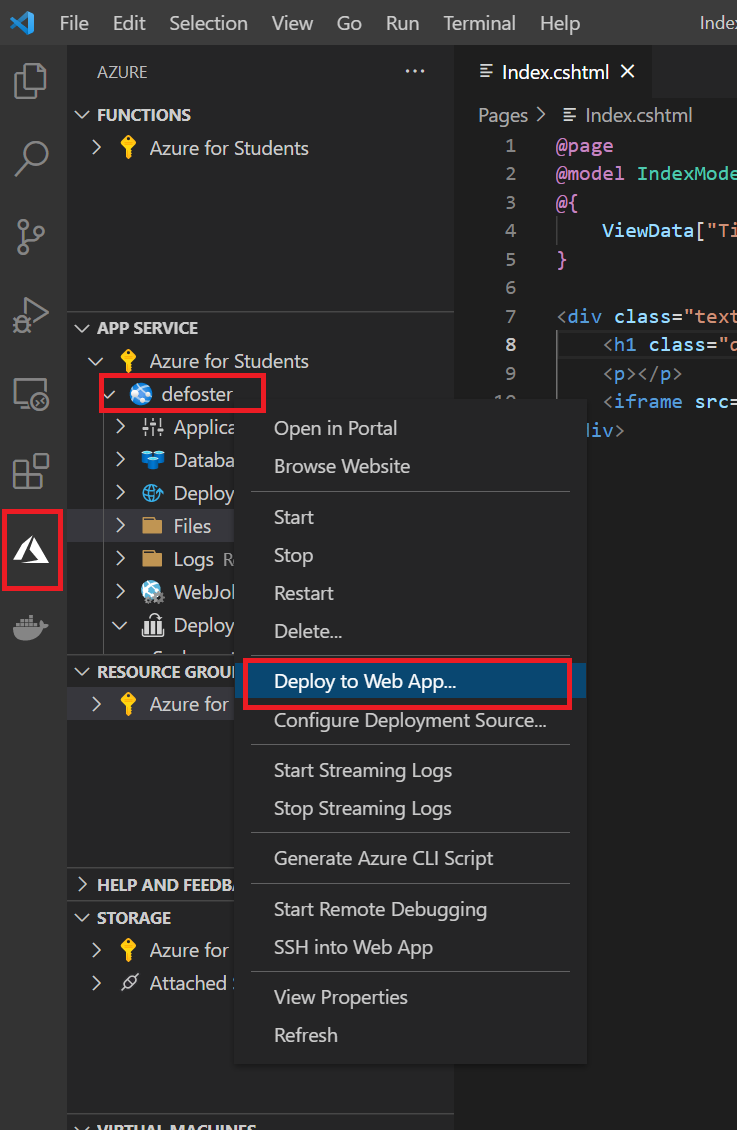 File Edit Selection View Go Run Terminal Help Inde
AZURE ...
FUNCTIONS
Azure for Students
APP SERVICE
Azure for Students
defoster
Applica
Databa
Deploy
Files
Logs R
WebJo
Deploy
RESOURCE GROU
Azure for
HELP AND FEEDBA
STORAGE
Azure for
Attached
VIRTUAL MACHINES
Open in Portal
Browse Website
Start
Stop
Restart
Delete...
Deploy to Web App...
Configure Deployment Source...
Start Streaming Logs
Stop Streaming Logs
Generate Azure CLI Script
Start Remote Debugging
SSH into Web App
View Properties
Refresh
Index.cshtml
Pages > Index.cshtml
1 @page
2 @model IndexMode
3 @{
4 ViewData["Ti
5 }
6
7 <div class="text
8 <h1 class="d
9 <p></p>
10 <iframe src=
div>